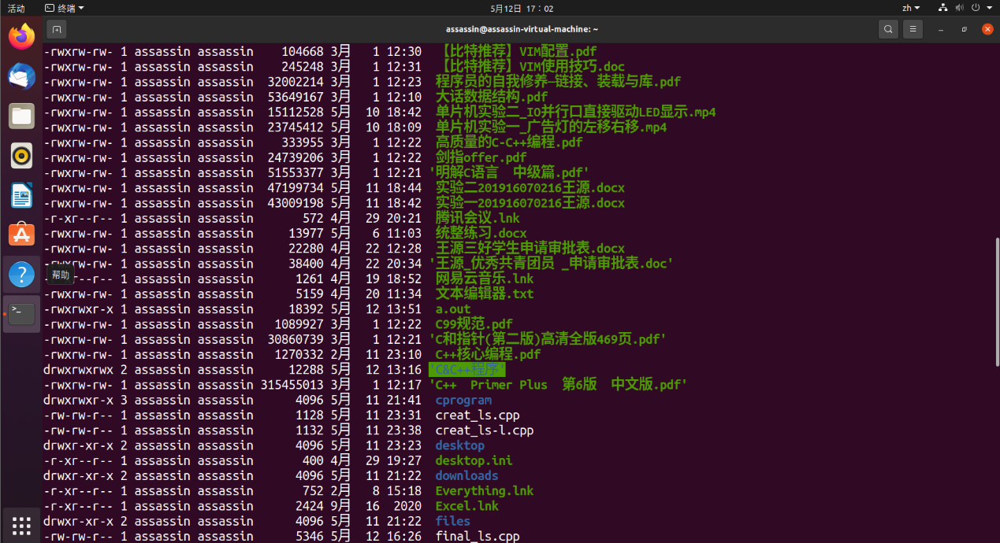 活动 终端 5月12日 17：02 zh
assassin@assassin-virtual-machine: ~
-rwxrw-rw- 1 assassin assassin    104668 3月   1 12:30  【比特推荐】VIM配置.pdf
-rwxrw-rw- 1 assassin assassin    245248 3月   1 12:31  【比特推荐】VIM使用技巧.doc
-rwxrw-rw- 1 assassin assassin  32002214 3月   1 12:23  程序员的自我修养—链接、装载与库.pdf
-rwxrw-rw- 1 assassin assassin  53649167 3月   1 12:10  大话数据结构.pdf
-rwxrw-rw- 1 assassin assassin  15112528 5月  10 18:42  单片机实验二_IO并行口直接驱动LED显示.mp4
-rwxrw-rw- 1 assassin assassin  23745412 5月  10 18:09  单片机实验一_广告灯的左移右移.mp4
-rwxrw-rw- 1 assassin assassin    333955 3月   1 12:22  高质量的C-C++编程.pdf
-rwxrw-rw- 1 assassin assassin  24739206 3月   1 12:22  剑指offer.pdf
-rwxrw-rw- 1 assassin assassin  51553377 3月   1 12:21 '明解C语言  中级篇.pdf'
-rwxrw-rw- 1 assassin assassin  47199734 5月  11 18:44  实验二201916070216王源.docx
-rwxrw-rw- 1 assassin assassin  43009198 5月  11 18:42  实验一201916070216王源.docx
-r-xr--r-- 1 assassin assassin       572 4月  29 20:21  腾讯会议.lnk
-rwxrw-rw- 1 assassin assassin     13977 5月   6 11:03  统整练习.docx
-rwxrw-rw- 1 assassin assassin     22280 4月  22 12:28  王源三好学生申请审批表.docx
-rwxrw-rw- 1 assassin assassin     38400 4月  22 20:34 '王源_优秀共青团员 _申请审批表.doc'
帮助 --r-- 1 assassin assassin      1261 4月  19 18:52  网易云音乐.lnk
-rwxrw-rw- 1 assassin assassin      5159 4月  20 11:34  文本编辑器.txt
-rwxrwxr-x 1 assassin assassin     18392 5月  12 13:51  a.out
-rwxrw-rw- 1 assassin assassin   1089927 3月   1 12:22  C99规范.pdf
-rwxrw-rw- 1 assassin assassin  30860739 3月   1 12:21 'C和指针(第二版)高清全版469页.pdf'
-rwxrw-rw- 1 assassin assassin   1270332 2月  11 23:10  C++核心编程.pdf
drwxrwxrwx 2 assassin assassin     12288 5月  12 13:16 'C&C++程序'
-rwxrw-rw- 1 assassin assassin 315455013 3月   1 12:17 'C++  Primer Plus  第6版  中文版.pdf'
drwxrwxr-x 3 assassin assassin      4096 5月  11 21:41  cprogram
-rw-rw-r-- 1 assassin assassin      1128 5月  11 23:31  creat_ls.cpp
-rw-rw-r-- 1 assassin assassin      1132 5月  11 23:38  creat_ls-l.cpp
drwxr-xr-x 2 assassin assassin      4096 5月  11 23:23  desktop
-r-xr--r-- 1 assassin assassin       400 4月  29 19:27  desktop.ini
drwxr-xr-x 2 assassin assassin      4096 5月  11 21:22  downloads
-r-xr--r-- 1 assassin assassin       752 2月   8 15:18  Everything.lnk
-r-xr--r-- 1 assassin assassin      2424 9月  16  2020  Excel.lnk
drwxr-xr-x 2 assassin assassin      4096 5月  11 21:22  files
-rw-rw-r-- 1 assassin assassin      5346 5月  12 16:26  final_ls.cpp